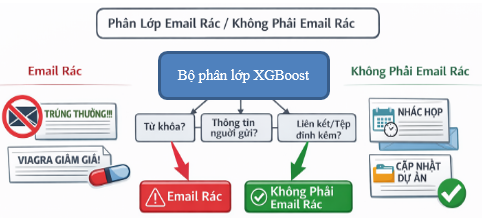 Phân Lớp Email Rác / Không Phải Email Rác
Email Rác
Bộ phân lớp XGBoost
Không Phải Email Rác
TRÚNG THƯỞNG!!!
VIAGRA GIẢM GIÁ!
Từ khóa?
Thông tin
người gửi?
Liên kết/Tệp
đính kèm?
NHẮC HỌP
CẬP NHẬT
DỰ ÁN
Email Rác
Không Phải
Email Rác